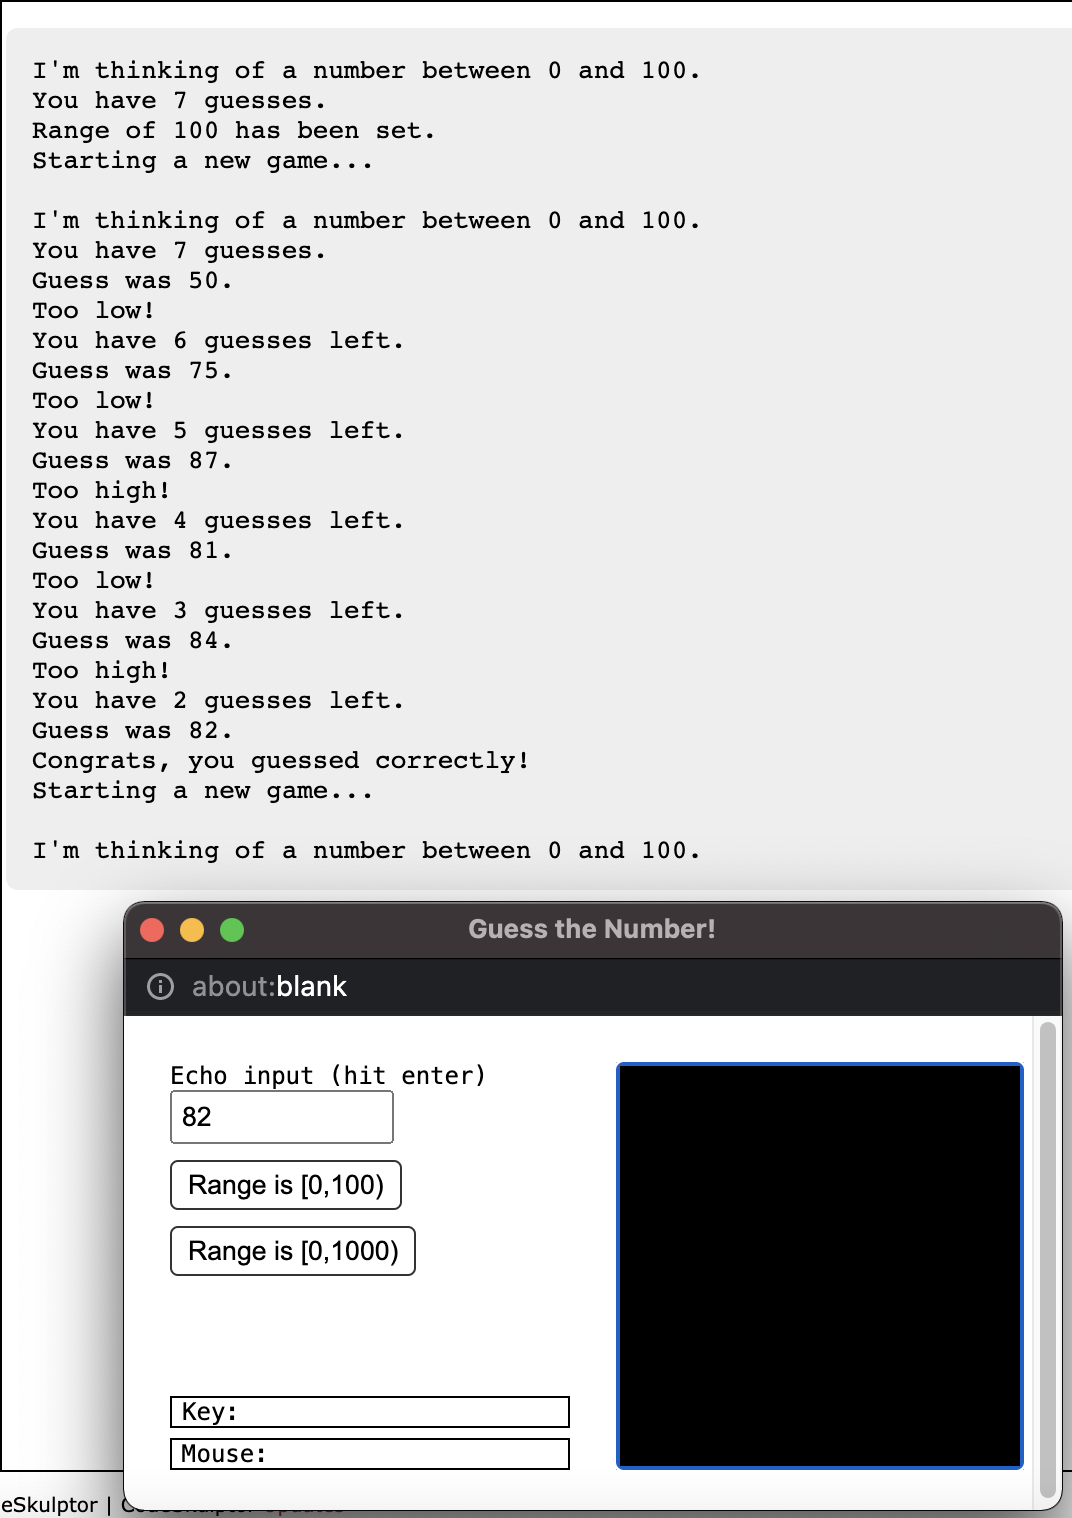 I'm thinking of a number between 0 and 100.
You have 7 guesses.
Range of 100 has been set.
Starting a new game...
I'm thinking of a number between 0 and 100.
You have 7 guesses.
Guess was 50.
Too low!
You have 6 guesses left.
Guess was 75.
Too low!
You have 5 guesses left.
Guess was 87.
Too high!
You have 4 guesses left.
Guess was 81.
Too low!
You have 3 guesses left.
Guess was 84.
Too high!
You have 2 guesses left.
Guess was 82.
Congrats, you guessed correctly!
Starting a new game...
I'm thinking of a number between 0 and 100.
Guess the Number!
about:blank
Echo input (hit enter)
82
Range is [0,100)
Range is [0,1000)
Key:
Mouse:
eSkulptor |